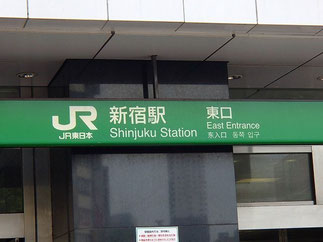 JR
JR東日本
新宿駅
Shinjuku Station
東口
East Entrance
东入口 동쪽 입구